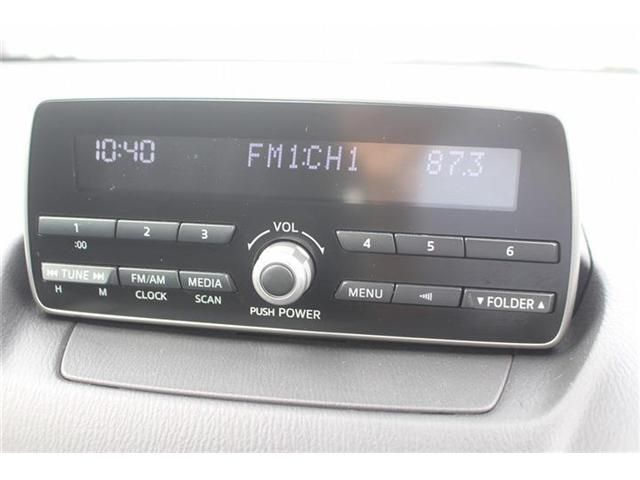 10:40 FM1:CH1 87.3
VOL
1 2 3 4 5 6
:00
⏮ TUNE ⏭ FM/AM MEDIA MENU ▼ FOLDER ▲
H M CLOCK SCAN
PUSH POWER